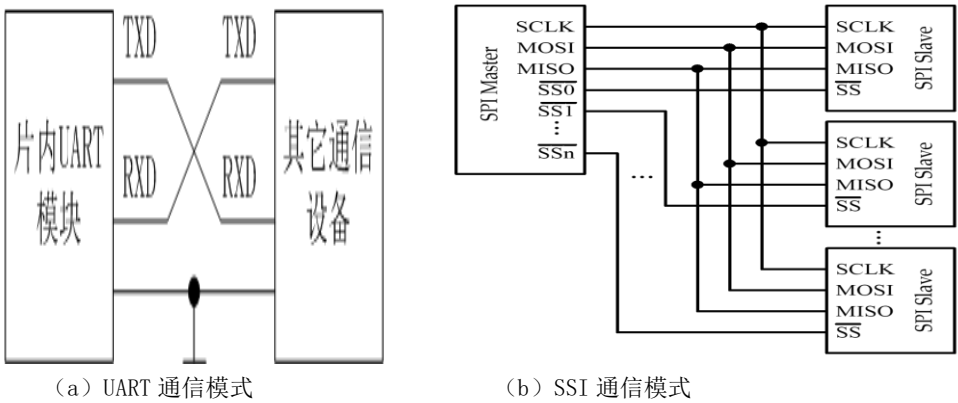 TXD TXD
片内UART
模块
其它通信
设备
RXD RXD
(a) UART 通信模式
SPI Master
SCLK
MOSI
MISO
SS0
SS1
⋮
SSn
...
SCLK
MOSI
MISO
SS
SPI Slave
SCLK
MOSI
MISO
SS
SPI Slave
⋮
SCLK
MOSI
MISO
SS
SPI Slave
(b) SSI 通信模式